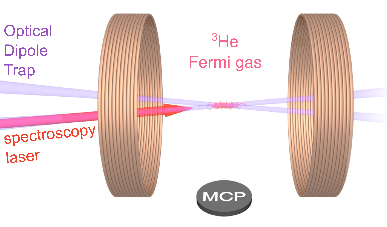 Optical
Dipole
Trap
³He
Fermi gas
spectroscopy
laser
MCP